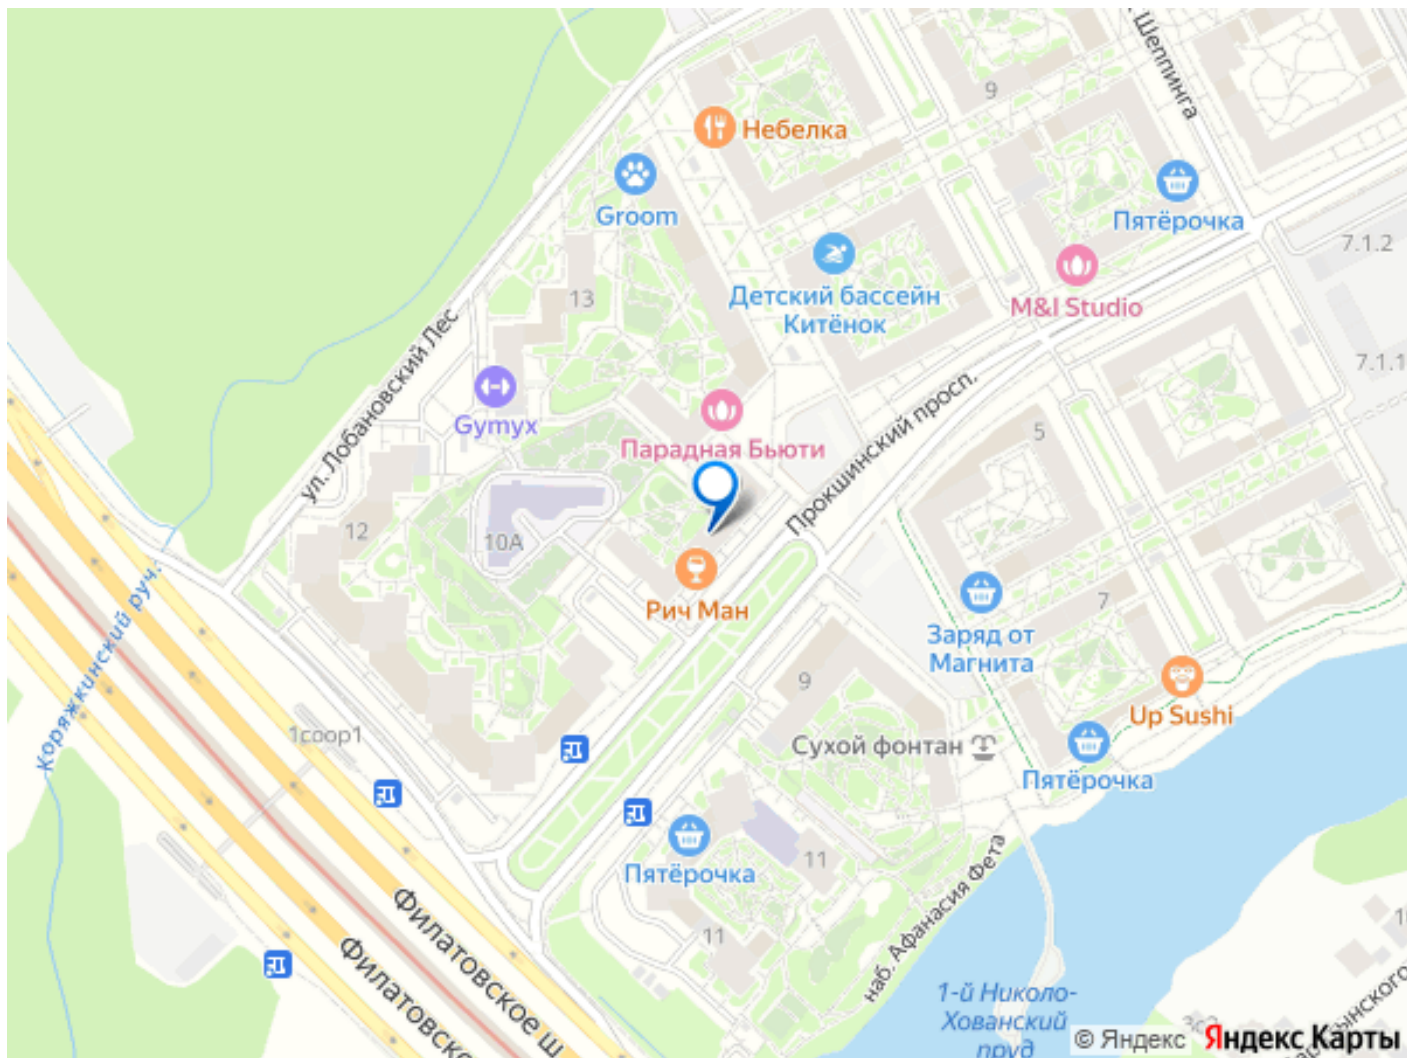 Шеппинга
9
Небелка
Groom
Пятёрочка
7.1.2
13
Детский бассейн
Китёнок
M&I Studio
ул. Лобановский Лес
7.1.1
Gymyx
Парадная Бьюти
Прокшинский просп.
5
12
10А
Рич Ман
Коряжкинский руч.
7
Заряд от
Магнита
9
Up Sushi
1соор1
Сухой фонтан
Пятёрочка
Пятёрочка
11
11
наб. Афанасия Фета
Филатовское ш
Филатовско
1-й Николо-
Хованский
пруд
© Яндекс
Яндекс Карты